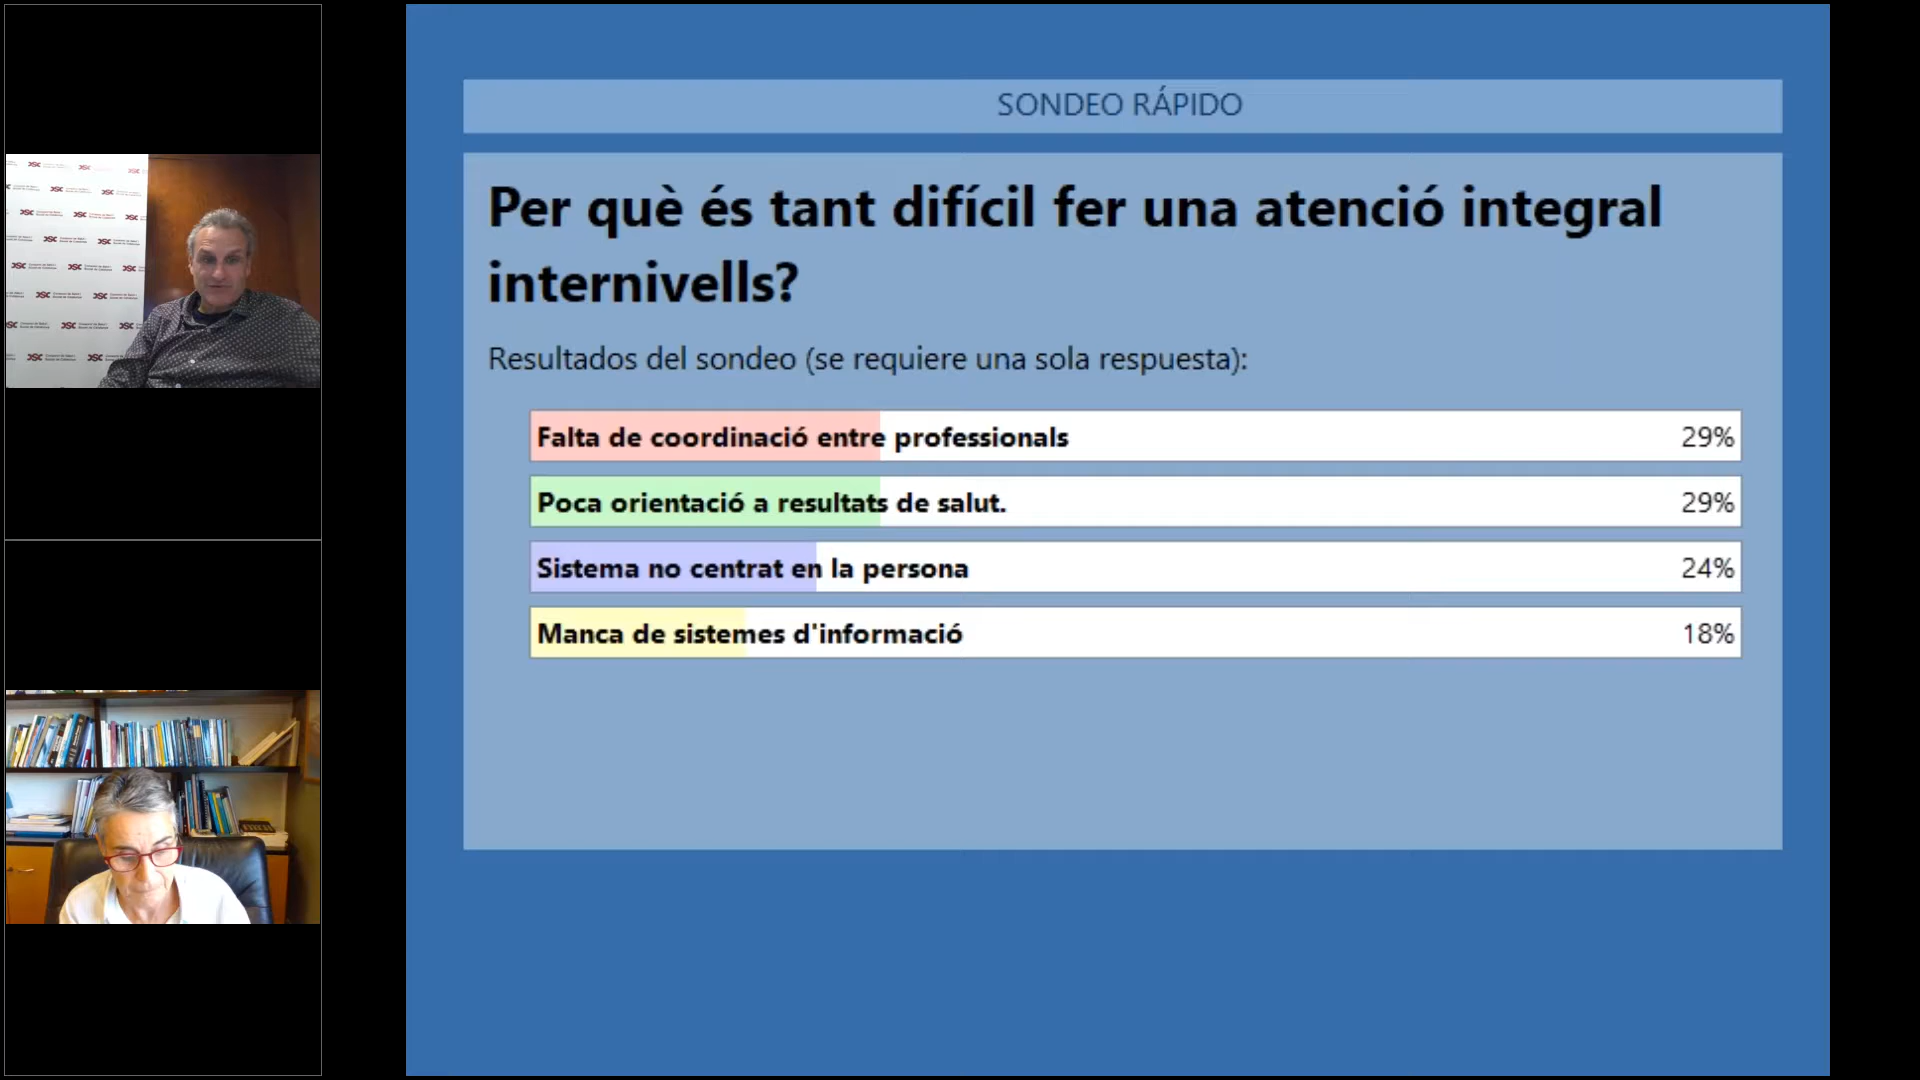 SONDEO RÁPIDO
Per què és tant difícil fer una atenció integral
internivells?
Resultados del sondeo (se requiere una sola respuesta):
Falta de coordinació entre professionals 29%
Poca orientació a resultats de salut. 29%
Sistema no centrat en la persona 24%
Manca de sistemes d'informació 18%